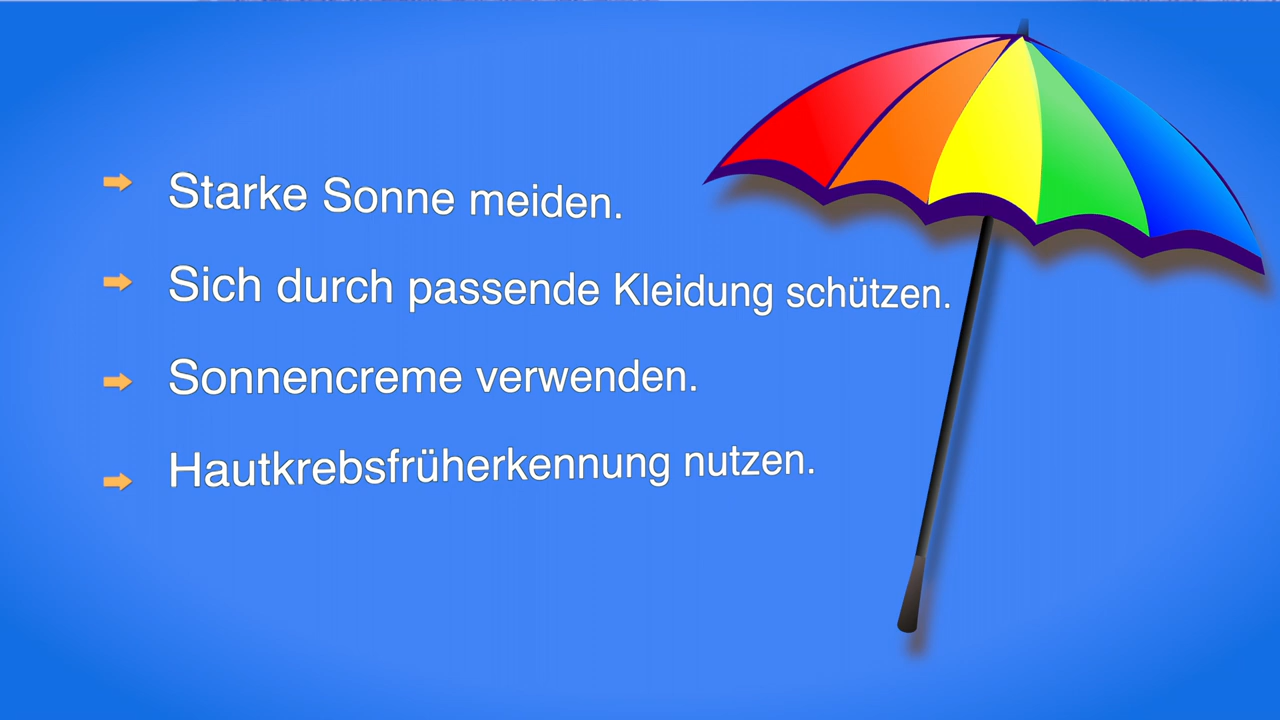 Starke Sonne meiden.
Sich durch passende Kleidung schützen.
Sonnencreme verwenden.
Hautkrebsfrüherkennung nutzen.